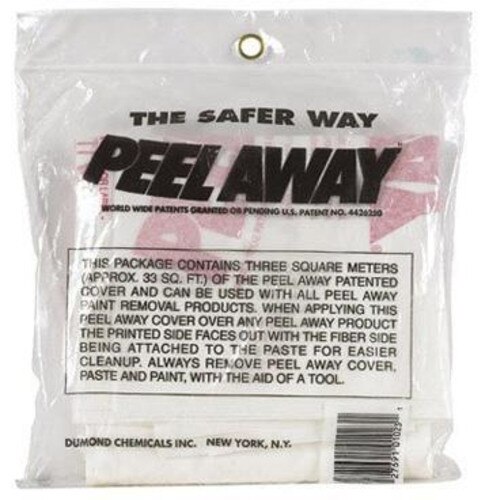 THE SAFER WAY
PEEL AWAY
WORLD WIDE PATENTS GRANTED OR PENDING U.S. PATENT NO. 4426250
THIS PACKAGE CONTAINS THREE SQUARE METERS
(APPROX. 33 SQ. FT.) OF THE PEEL AWAY PATENTED
COVER AND CAN BE USED WITH ALL PEEL AWAY
PAINT REMOVAL PRODUCTS. WHEN APPLYING THIS
PEEL AWAY COVER OVER ANY PEEL AWAY PRODUCT
THE PRINTED SIDE FACES OUT WITH THE FIBER SIDE
BEING ATTACHED TO THE PASTE FOR EASIER
CLEANUP. ALWAYS REMOVE PEEL AWAY COVER,
PASTE AND PAINT, WITH THE AID OF A TOOL.
DUMOND CHEMICALS INC. NEW YORK, N.Y.